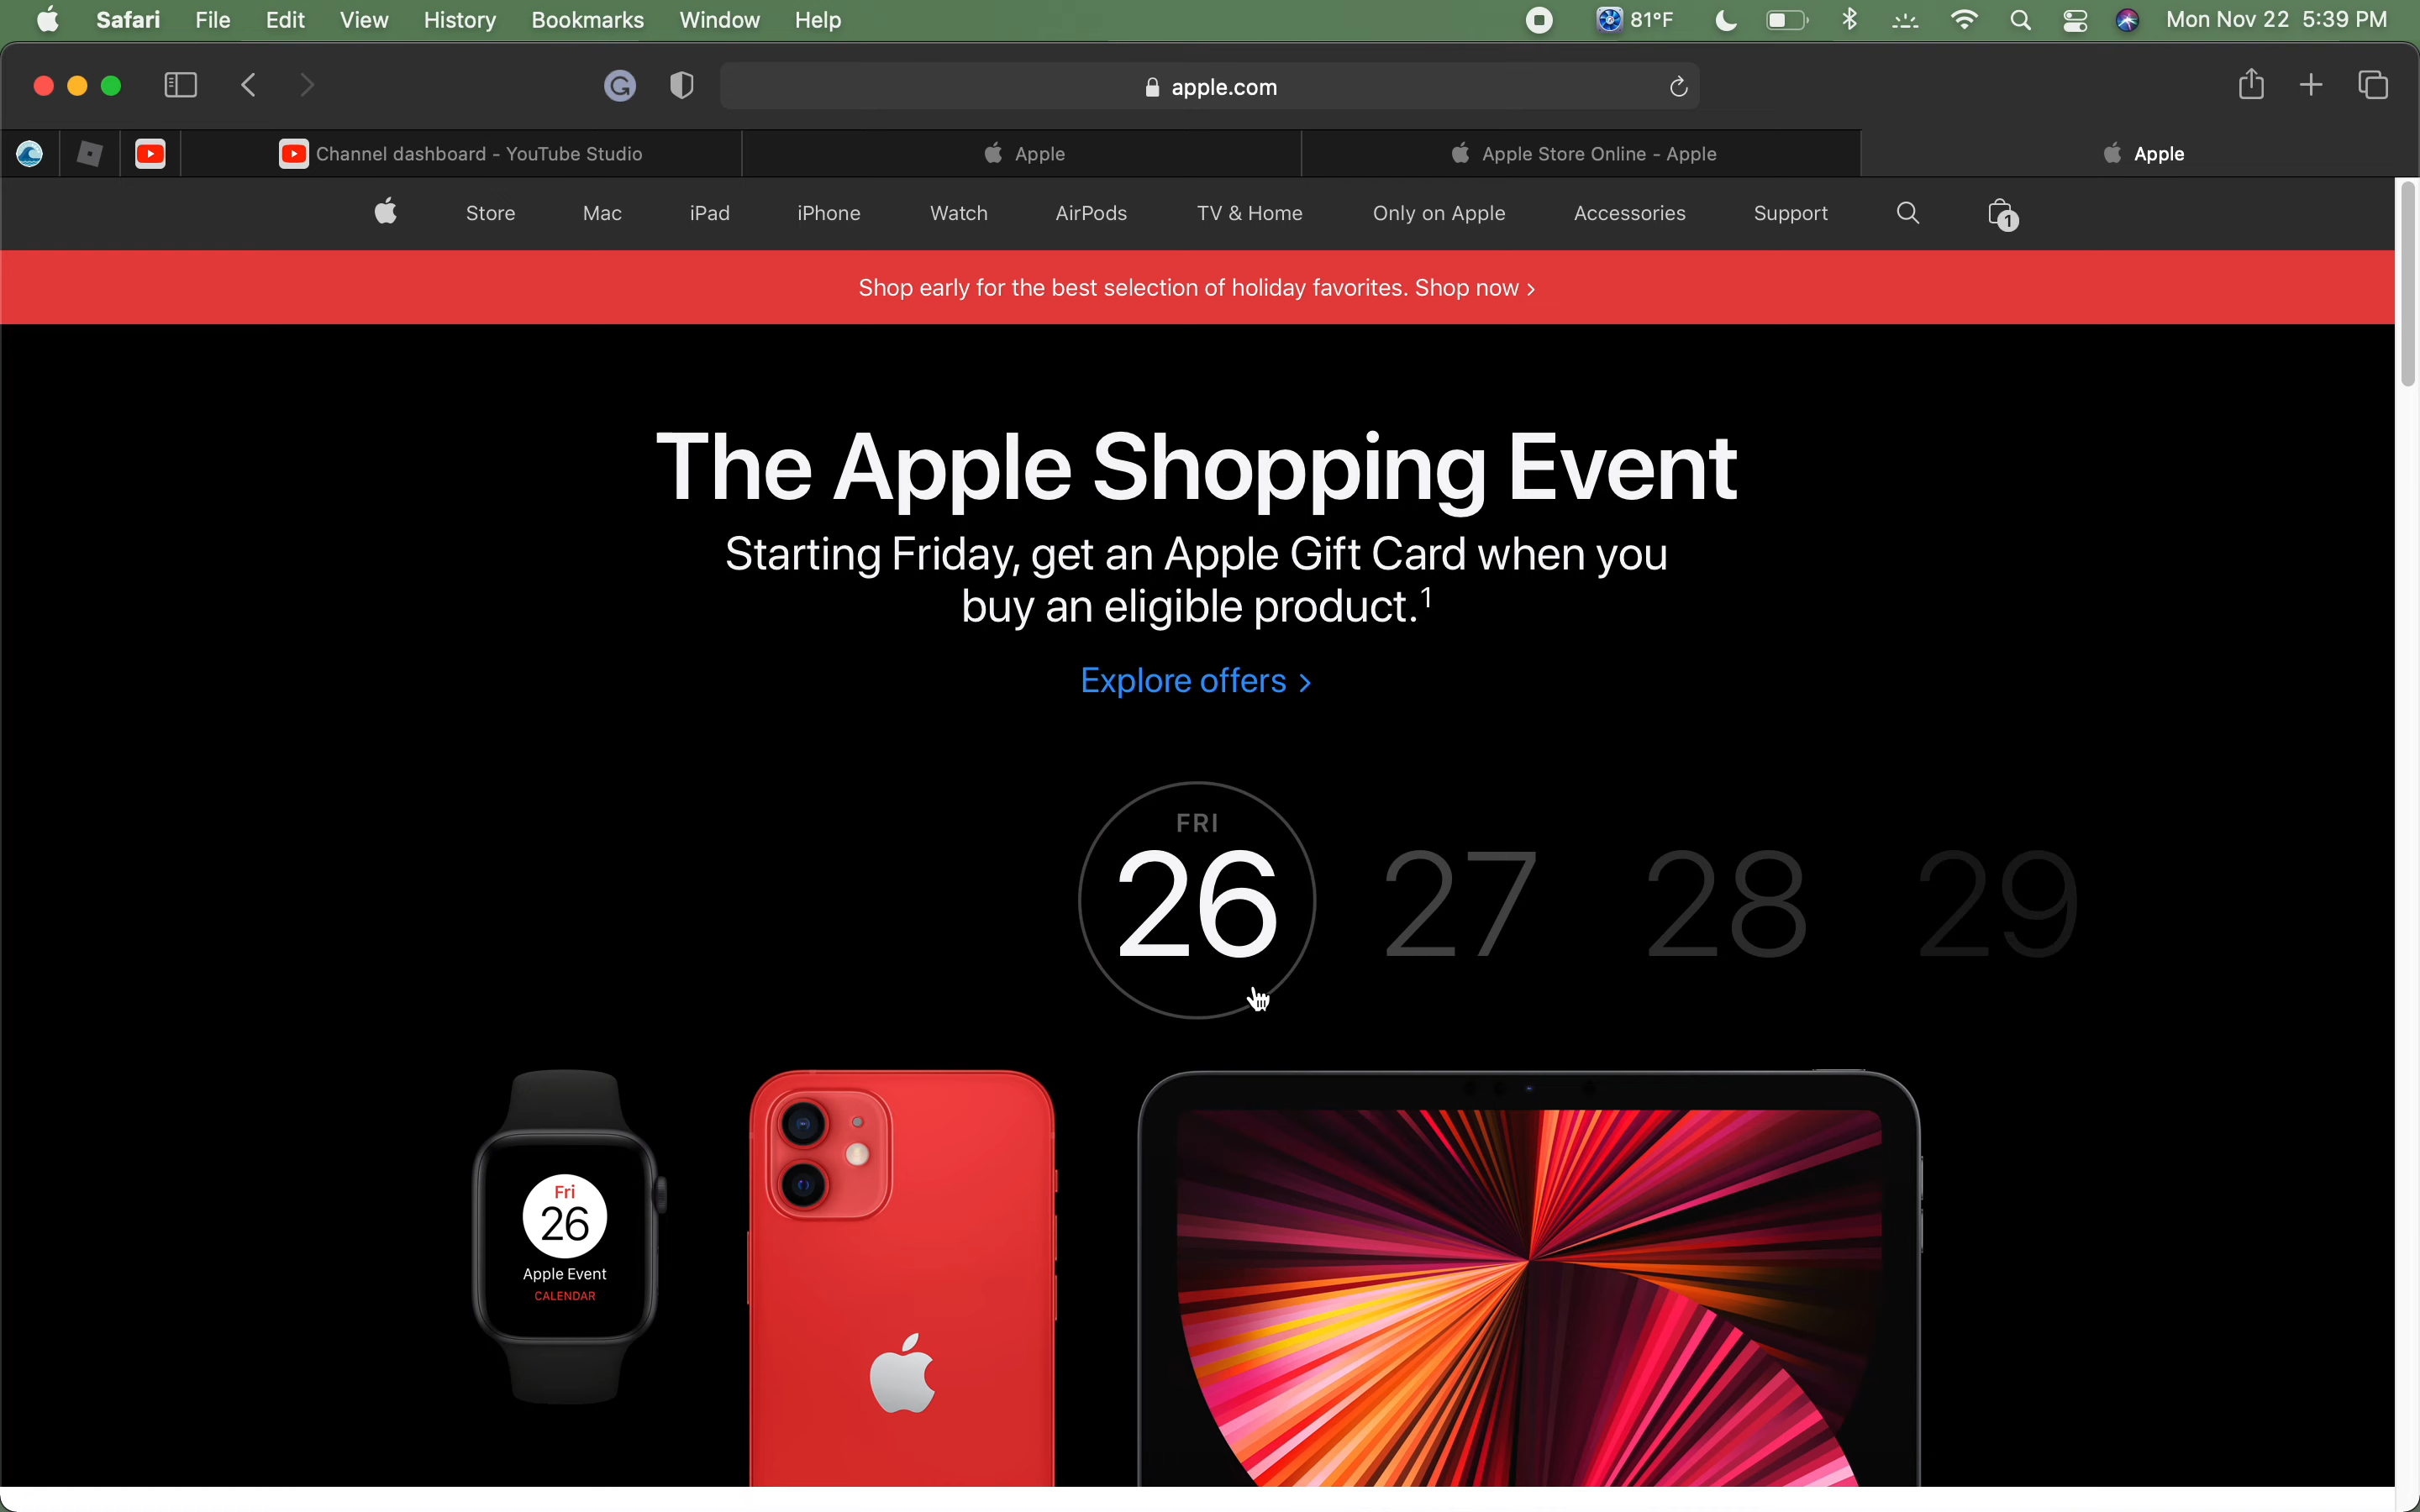 Safari File Edit View History Bookmarks Window Help 81°F Mon Nov 22 5:39 PM
apple.com
Channel dashboard - YouTube Studio Apple Apple Store Online - Apple Apple
Store Mac iPad iPhone Watch AirPods TV & Home Only on Apple Accessories Support 1
Shop early for the best selection of holiday favorites. Shop now >
The Apple Shopping Event
Starting Friday, get an Apple Gift Card when you
buy an eligible product.¹
Explore offers >
FRI
26 27 28 29
Fri
26
Apple Event
CALENDAR